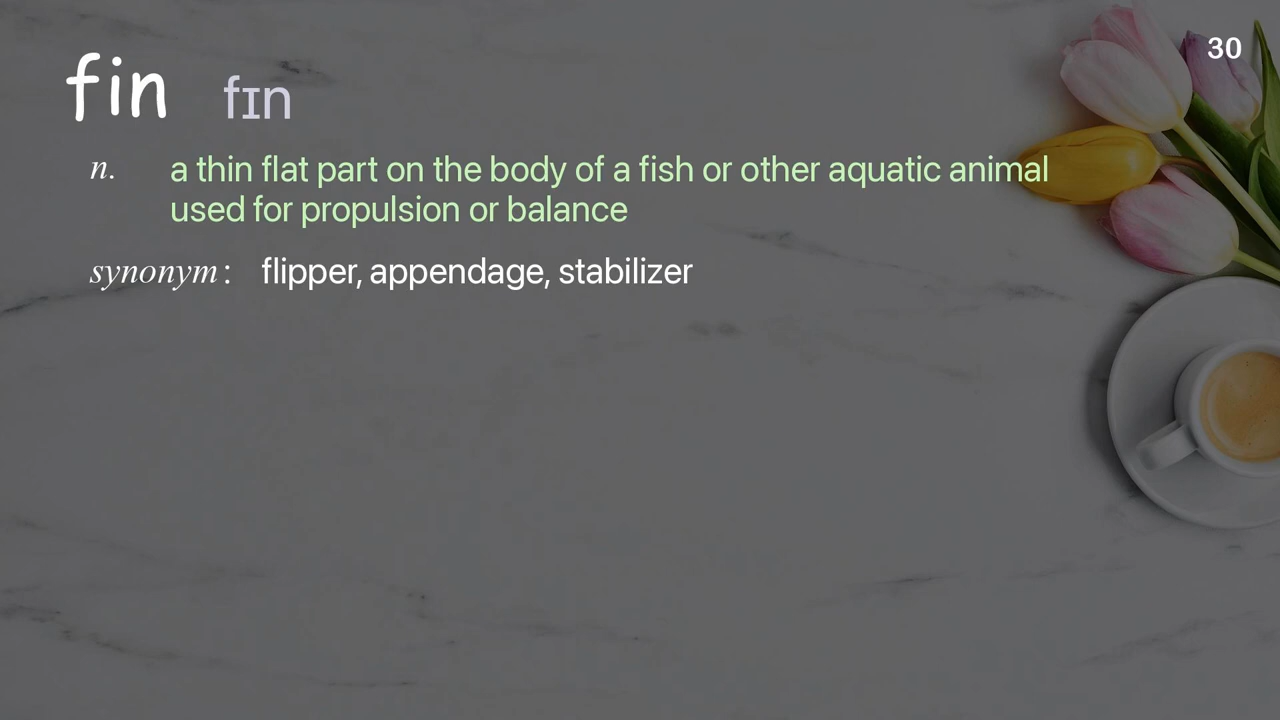 30
fin fɪn
n. a thin flat part on the body of a fish or other aquatic animal
used for propulsion or balance
synonym: flipper, appendage, stabilizer